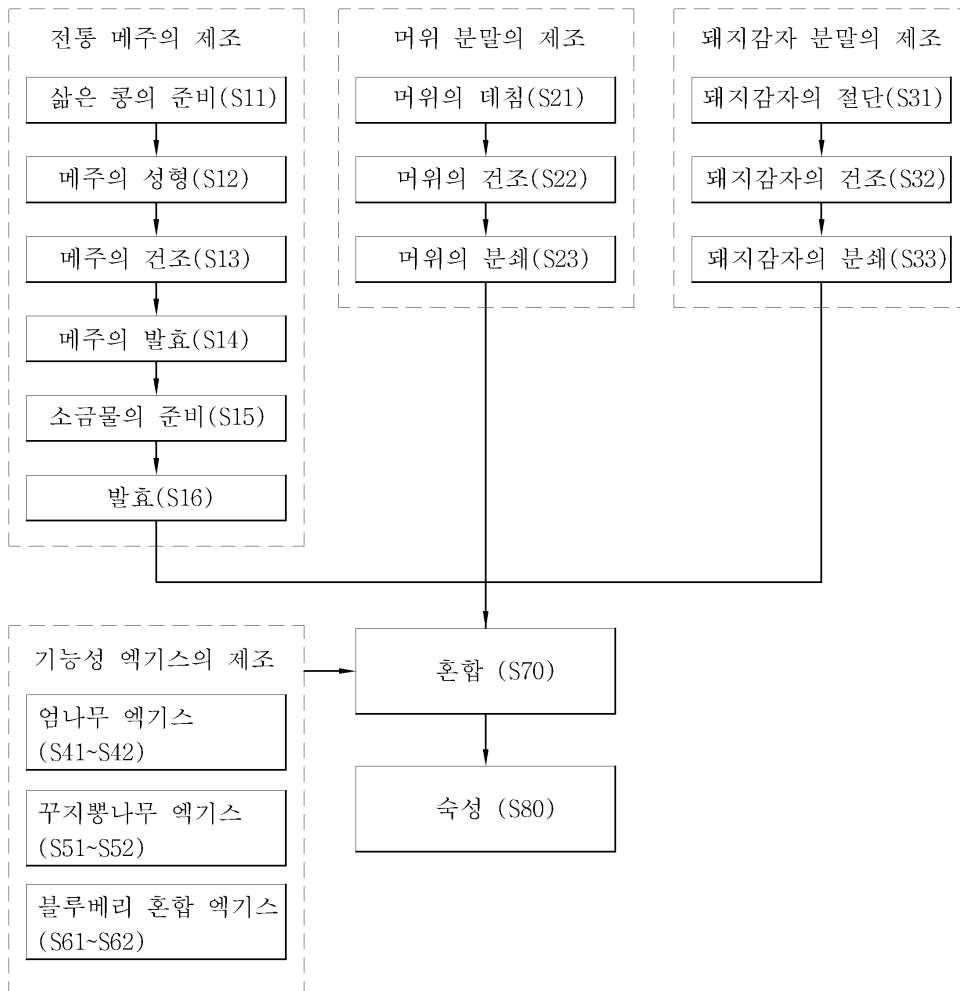 전통 메주의 제조
삶은 콩의 준비(S11)
메주의 성형(S12)
메주의 건조(S13)
메주의 발효(S14)
소금물의 준비(S15)
발효(S16)
머위 분말의 제조
머위의 데침(S21)
머위의 건조(S22)
머위의 분쇄(S23)
돼지감자 분말의 제조
돼지감자의 절단(S31)
돼지감자의 건조(S32)
돼지감자의 분쇄(S33)
기능성 엑기스의 제조
엄나무 엑기스
(S41~S42)
꾸지뽕나무 엑기스
(S51~S52)
블루베리 혼합 엑기스
(S61~S62)
혼합 (S70)
숙성 (S80)